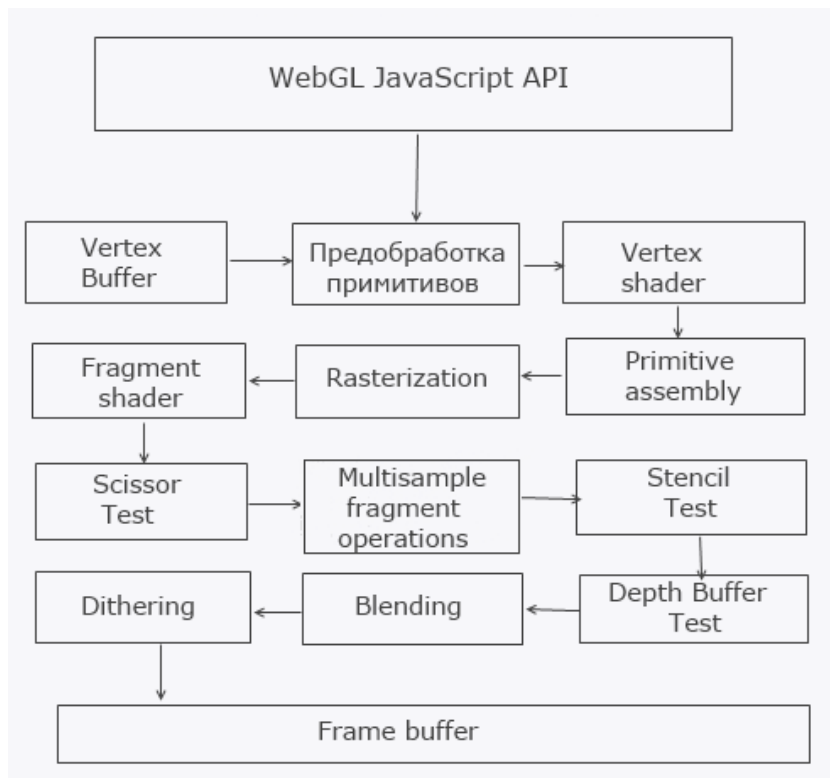 WebGL JavaScript API
Vertex
Buffer
Предобработка
примитивов
Vertex
shader
Fragment
shader
Rasterization
Primitive
assembly
Scissor
Test
Multisample
fragment
operations
Stencil
Test
Dithering
Blending
Depth Buffer
Test
Frame buffer